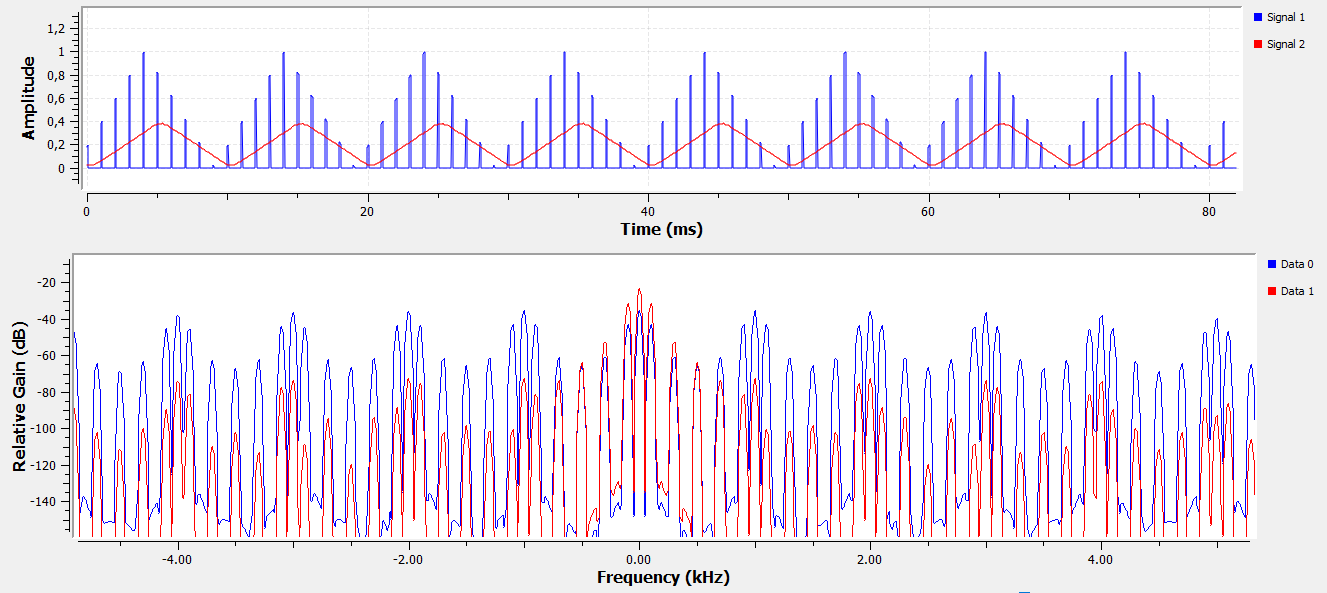 1,2
1
0,8
0,6
0,4
0,2
0
Amplitude
0 20 40 60 80
Time (ms)
Signal 1
Signal 2
-20
-40
-60
-80
-100
-120
-140
Relative Gain (dB)
-4.00 -2.00 0.00 2.00 4.00
Frequency (kHz)
Data 0
Data 1